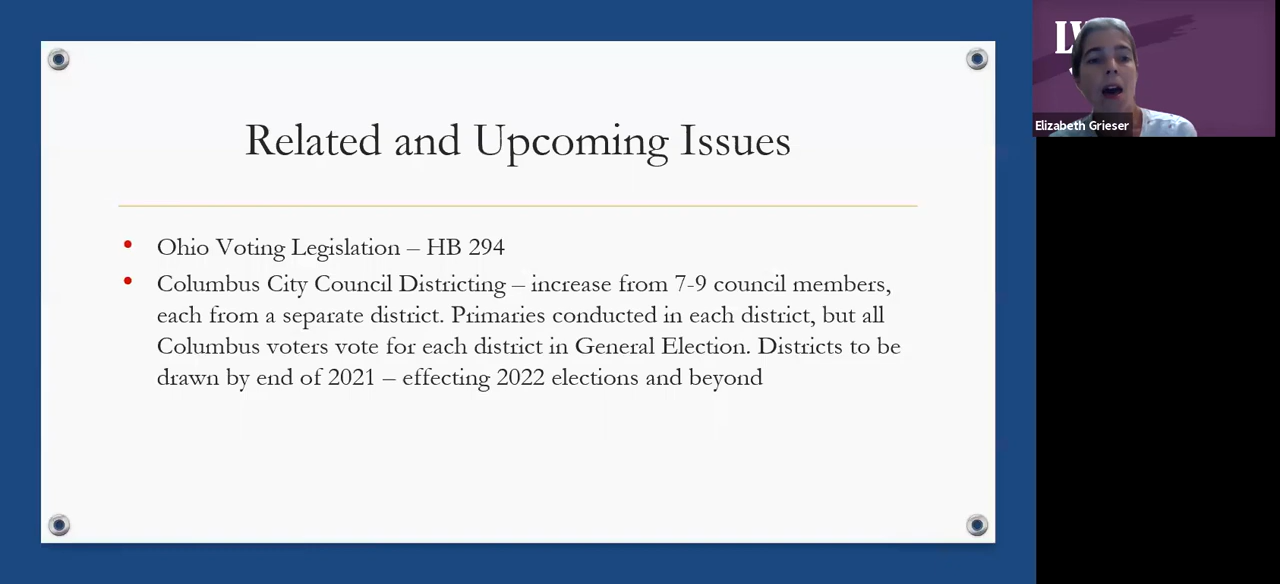 Related and Upcoming Issues
• Ohio Voting Legislation – HB 294
• Columbus City Council Districting – increase from 7-9 council members,
each from a separate district. Primaries conducted in each district, but all
Columbus voters vote for each district in General Election. Districts to be
drawn by end of 2021 – effecting 2022 elections and beyond
Elizabeth Grieser